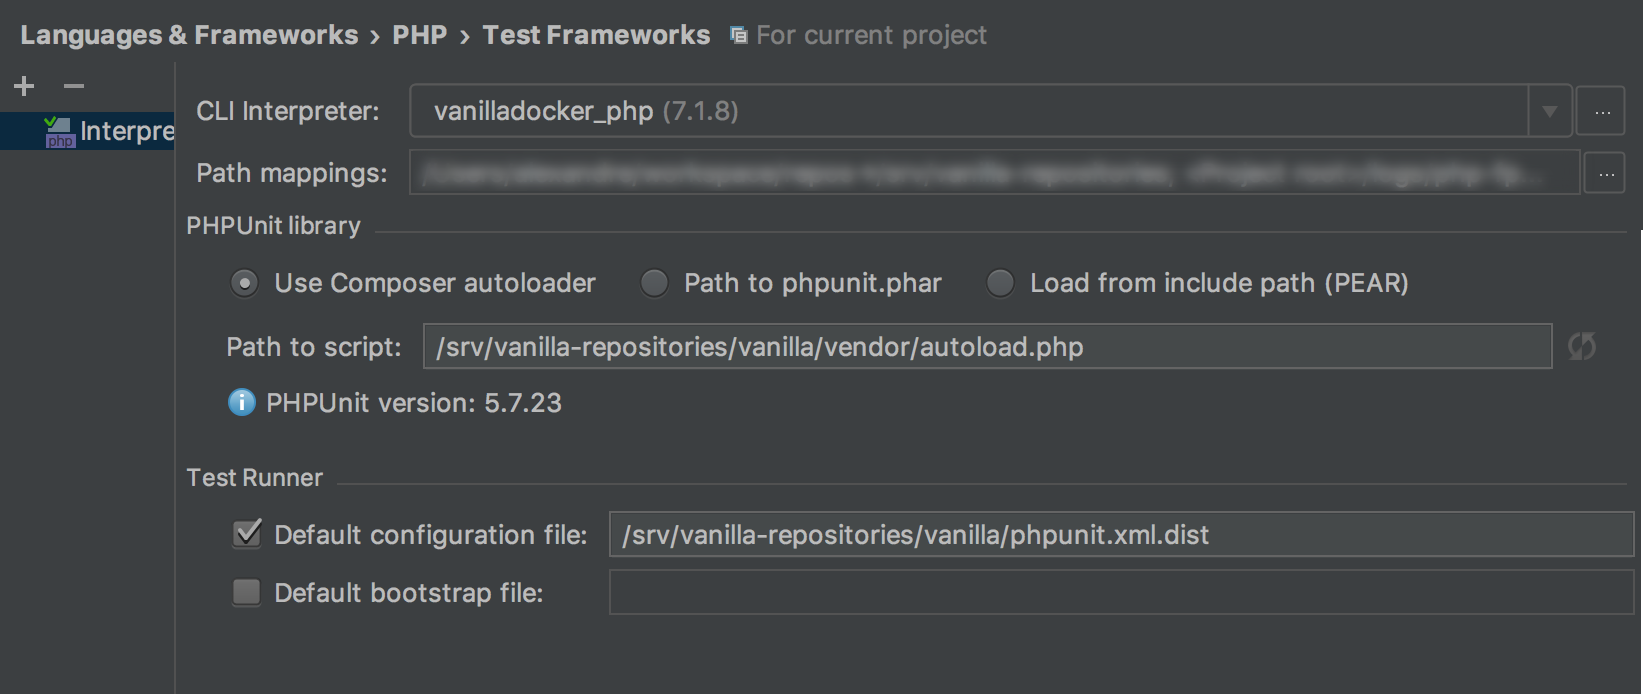 Languages & Frameworks › PHP › Test Frameworks For current project
Interpre
php
CLI Interpreter: vanilladocker_php (7.1.8) ...
Path mappings: ...
PHPUnit library
Use Composer autoloader Path to phpunit.phar Load from include path (PEAR)
Path to script: /srv/vanilla-repositories/vanilla/vendor/autoload.php
PHPUnit version: 5.7.23
Test Runner
Default configuration file: /srv/vanilla-repositories/vanilla/phpunit.xml.dist
Default bootstrap file: